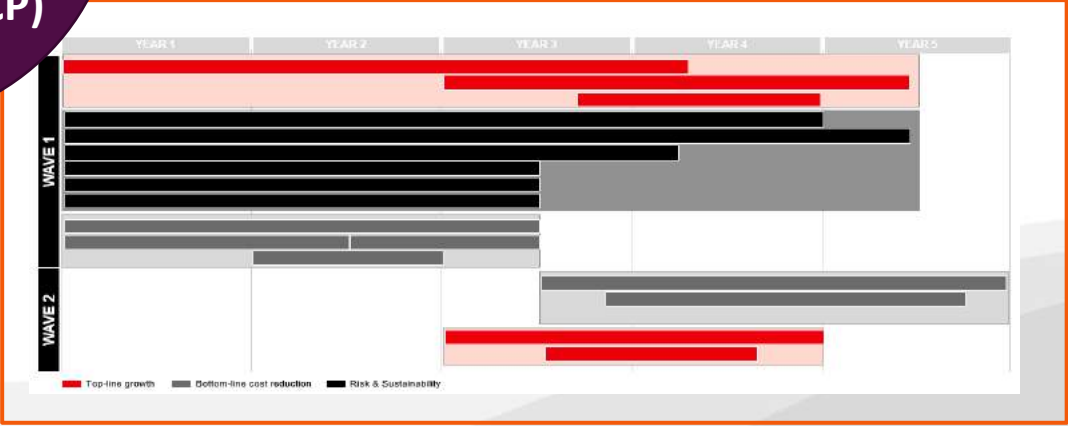 P)
YEAR 1 YEAR 2 YEAR 3 YEAR 4 YEAR 5
WAVE 1
WAVE 2
Top-line growth Bottom-line cost reduction Risk & Sustainability